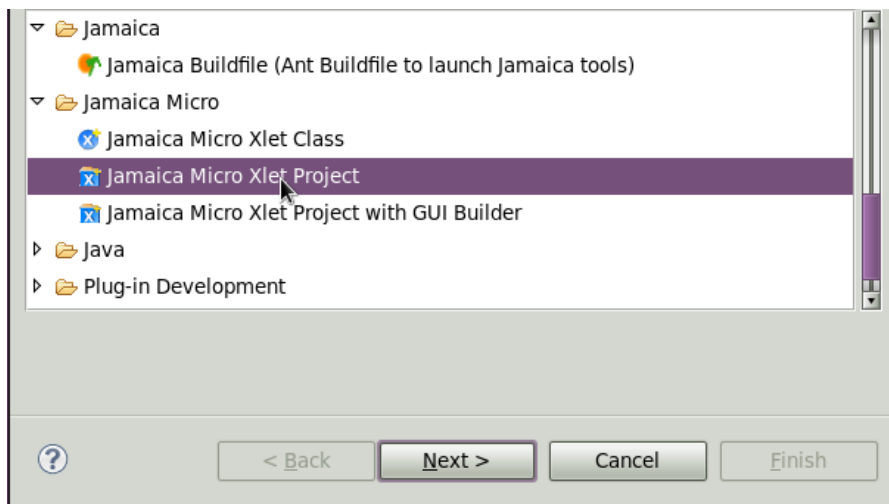 Jamaica
Jamaica Buildfile (Ant Buildfile to launch Jamaica tools)
Jamaica Micro
Jamaica Micro Xlet Class
Jamaica Micro Xlet Project
Jamaica Micro Xlet Project with GUI Builder
Java
Plug-in Development
? < Back Next > Cancel Finish